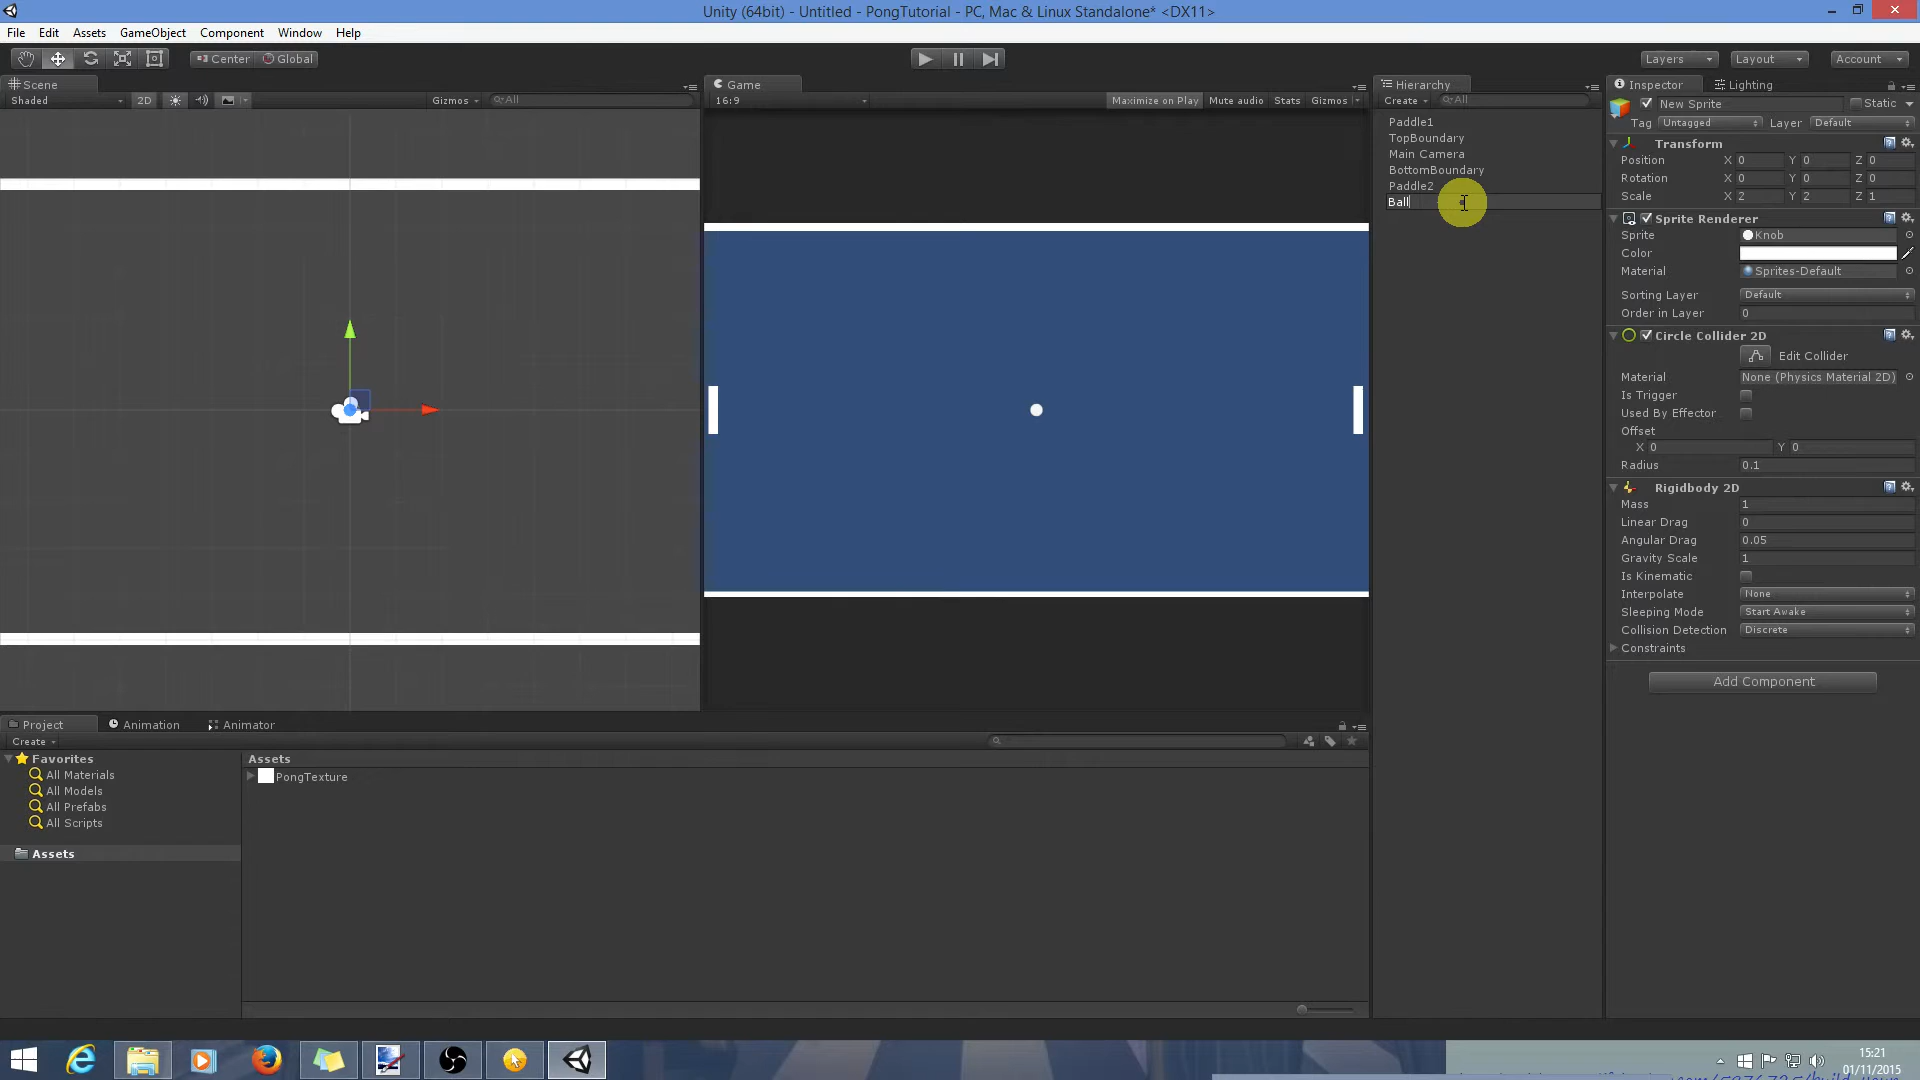 Unity (64bit) - Untitled - PongTutorial - PC, Mac & Linux Standalone* <DX11>
File Edit Assets GameObject Component Window Help
Center Global
Layers Layout Account
Scene
Shaded 2D Gizmos All
Game
16:9 Maximize on Play Mute audio Stats Gizmos
Hierarchy
Create All
Paddle1
TopBoundary
Main Camera
BottomBoundary
Paddle2
Ball
Inspector Lighting
New Sprite Static
Tag Untagged Layer Default
Transform
Position X 0 Y 0 Z 0
Rotation X 0 Y 0 Z 0
Scale X 2 Y 2 Z 1
Sprite Renderer
Sprite Knob
Color
Material Sprites-Default
Sorting Layer Default
Order in Layer 0
Circle Collider 2D
Edit Collider
Material None (Physics Material 2D)
Is Trigger
Used By Effector
Offset
X 0 Y 0
Radius 0.1
Rigidbody 2D
Mass 1
Linear Drag 0
Angular Drag 0.05
Gravity Scale 1
Is Kinematic
Interpolate None
Sleeping Mode Start Awake
Collision Detection Discrete
Constraints
Add Component
Project Animation Animator
Create
Favorites
All Materials
All Models
All Prefabs
All Scripts
Assets
Assets
PongTexture
15:21
01/11/2015